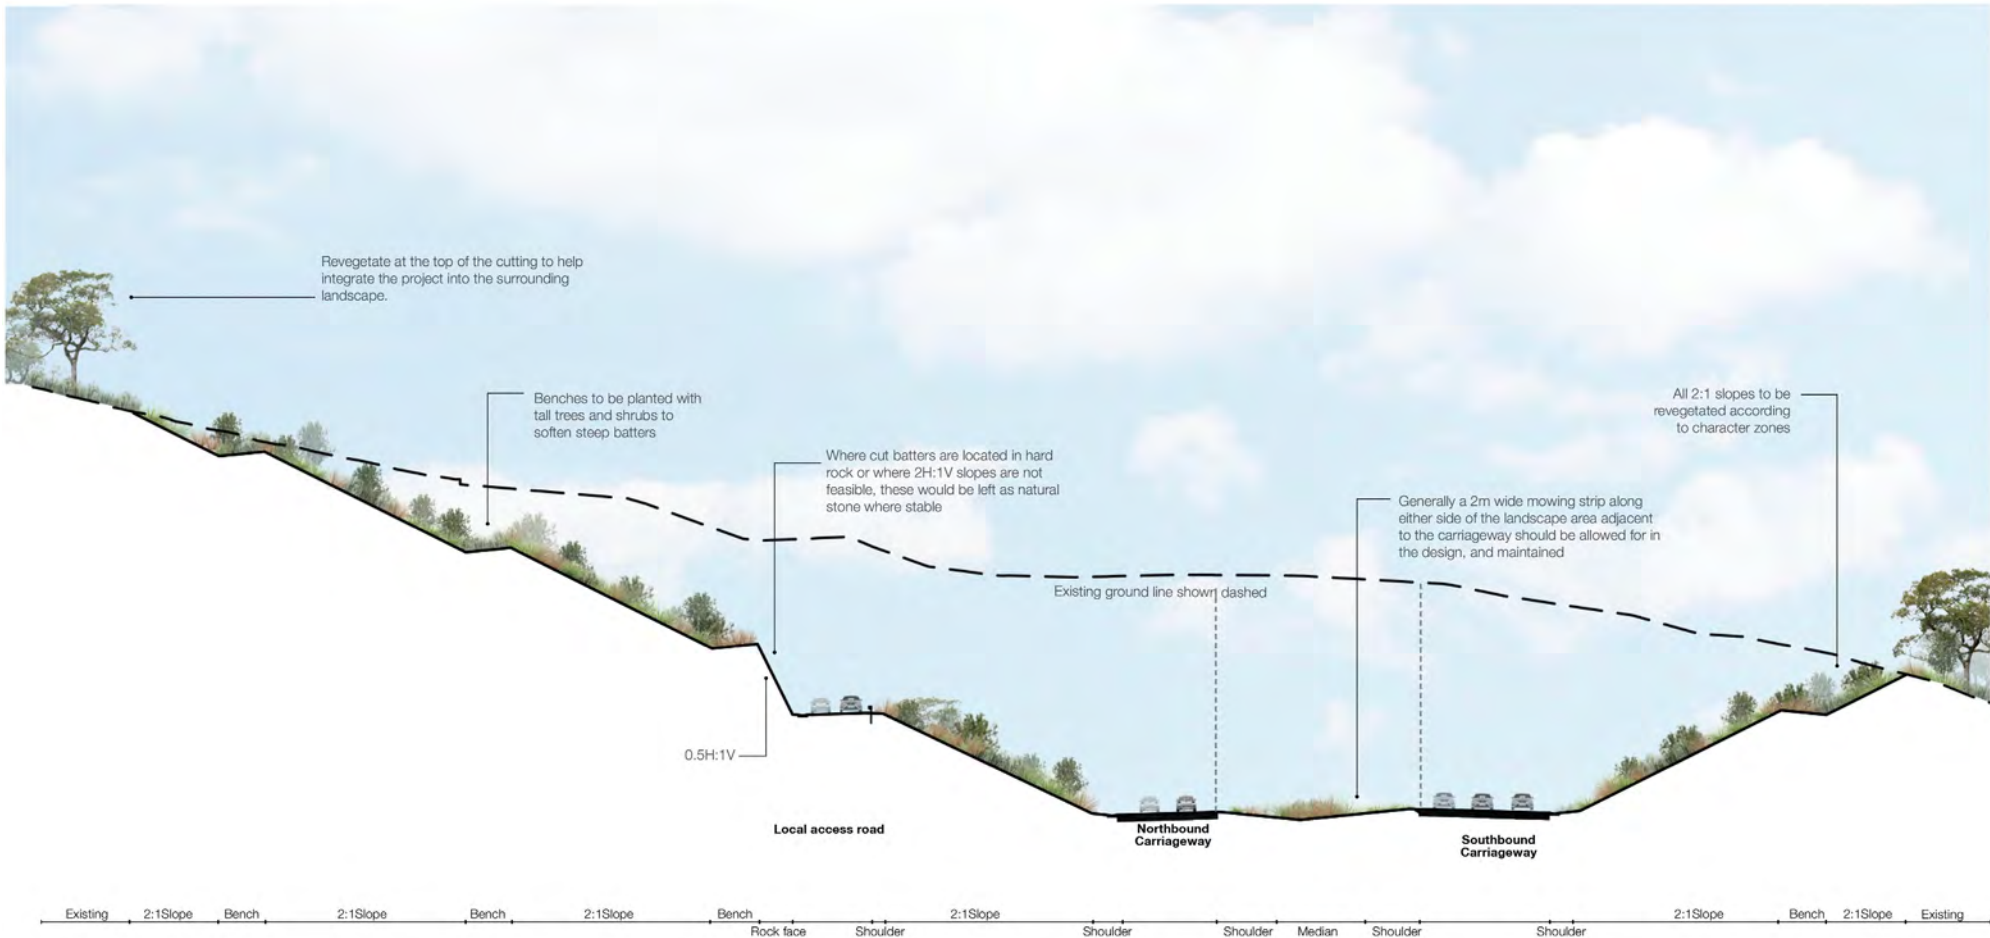 Revegetate at the top of the cutting to help
integrate the project into the surrounding
landscape.
Benches to be planted with
tall trees and shrubs to
soften steep batters
Where cut batters are located in hard
rock or where 2H:1V slopes are not
feasible, these would be left as natural
stone where stable
All 2:1 slopes to be
revegetated according
to character zones
Generally a 2m wide mowing strip along
either side of the landscape area adjacent
to the carriageway should be allowed for in
the design, and maintained
Existing ground line shown dashed
0.5H:1V
Local access road
Northbound
Carriageway
Southbound
Carriageway
Existing 2:1Slope Bench 2:1Slope Bench 2:1Slope Bench 2:1Slope 2:1Slope Bench 2:1Slope Existing
Rock face Shoulder Shoulder Shoulder Median Shoulder Shoulder